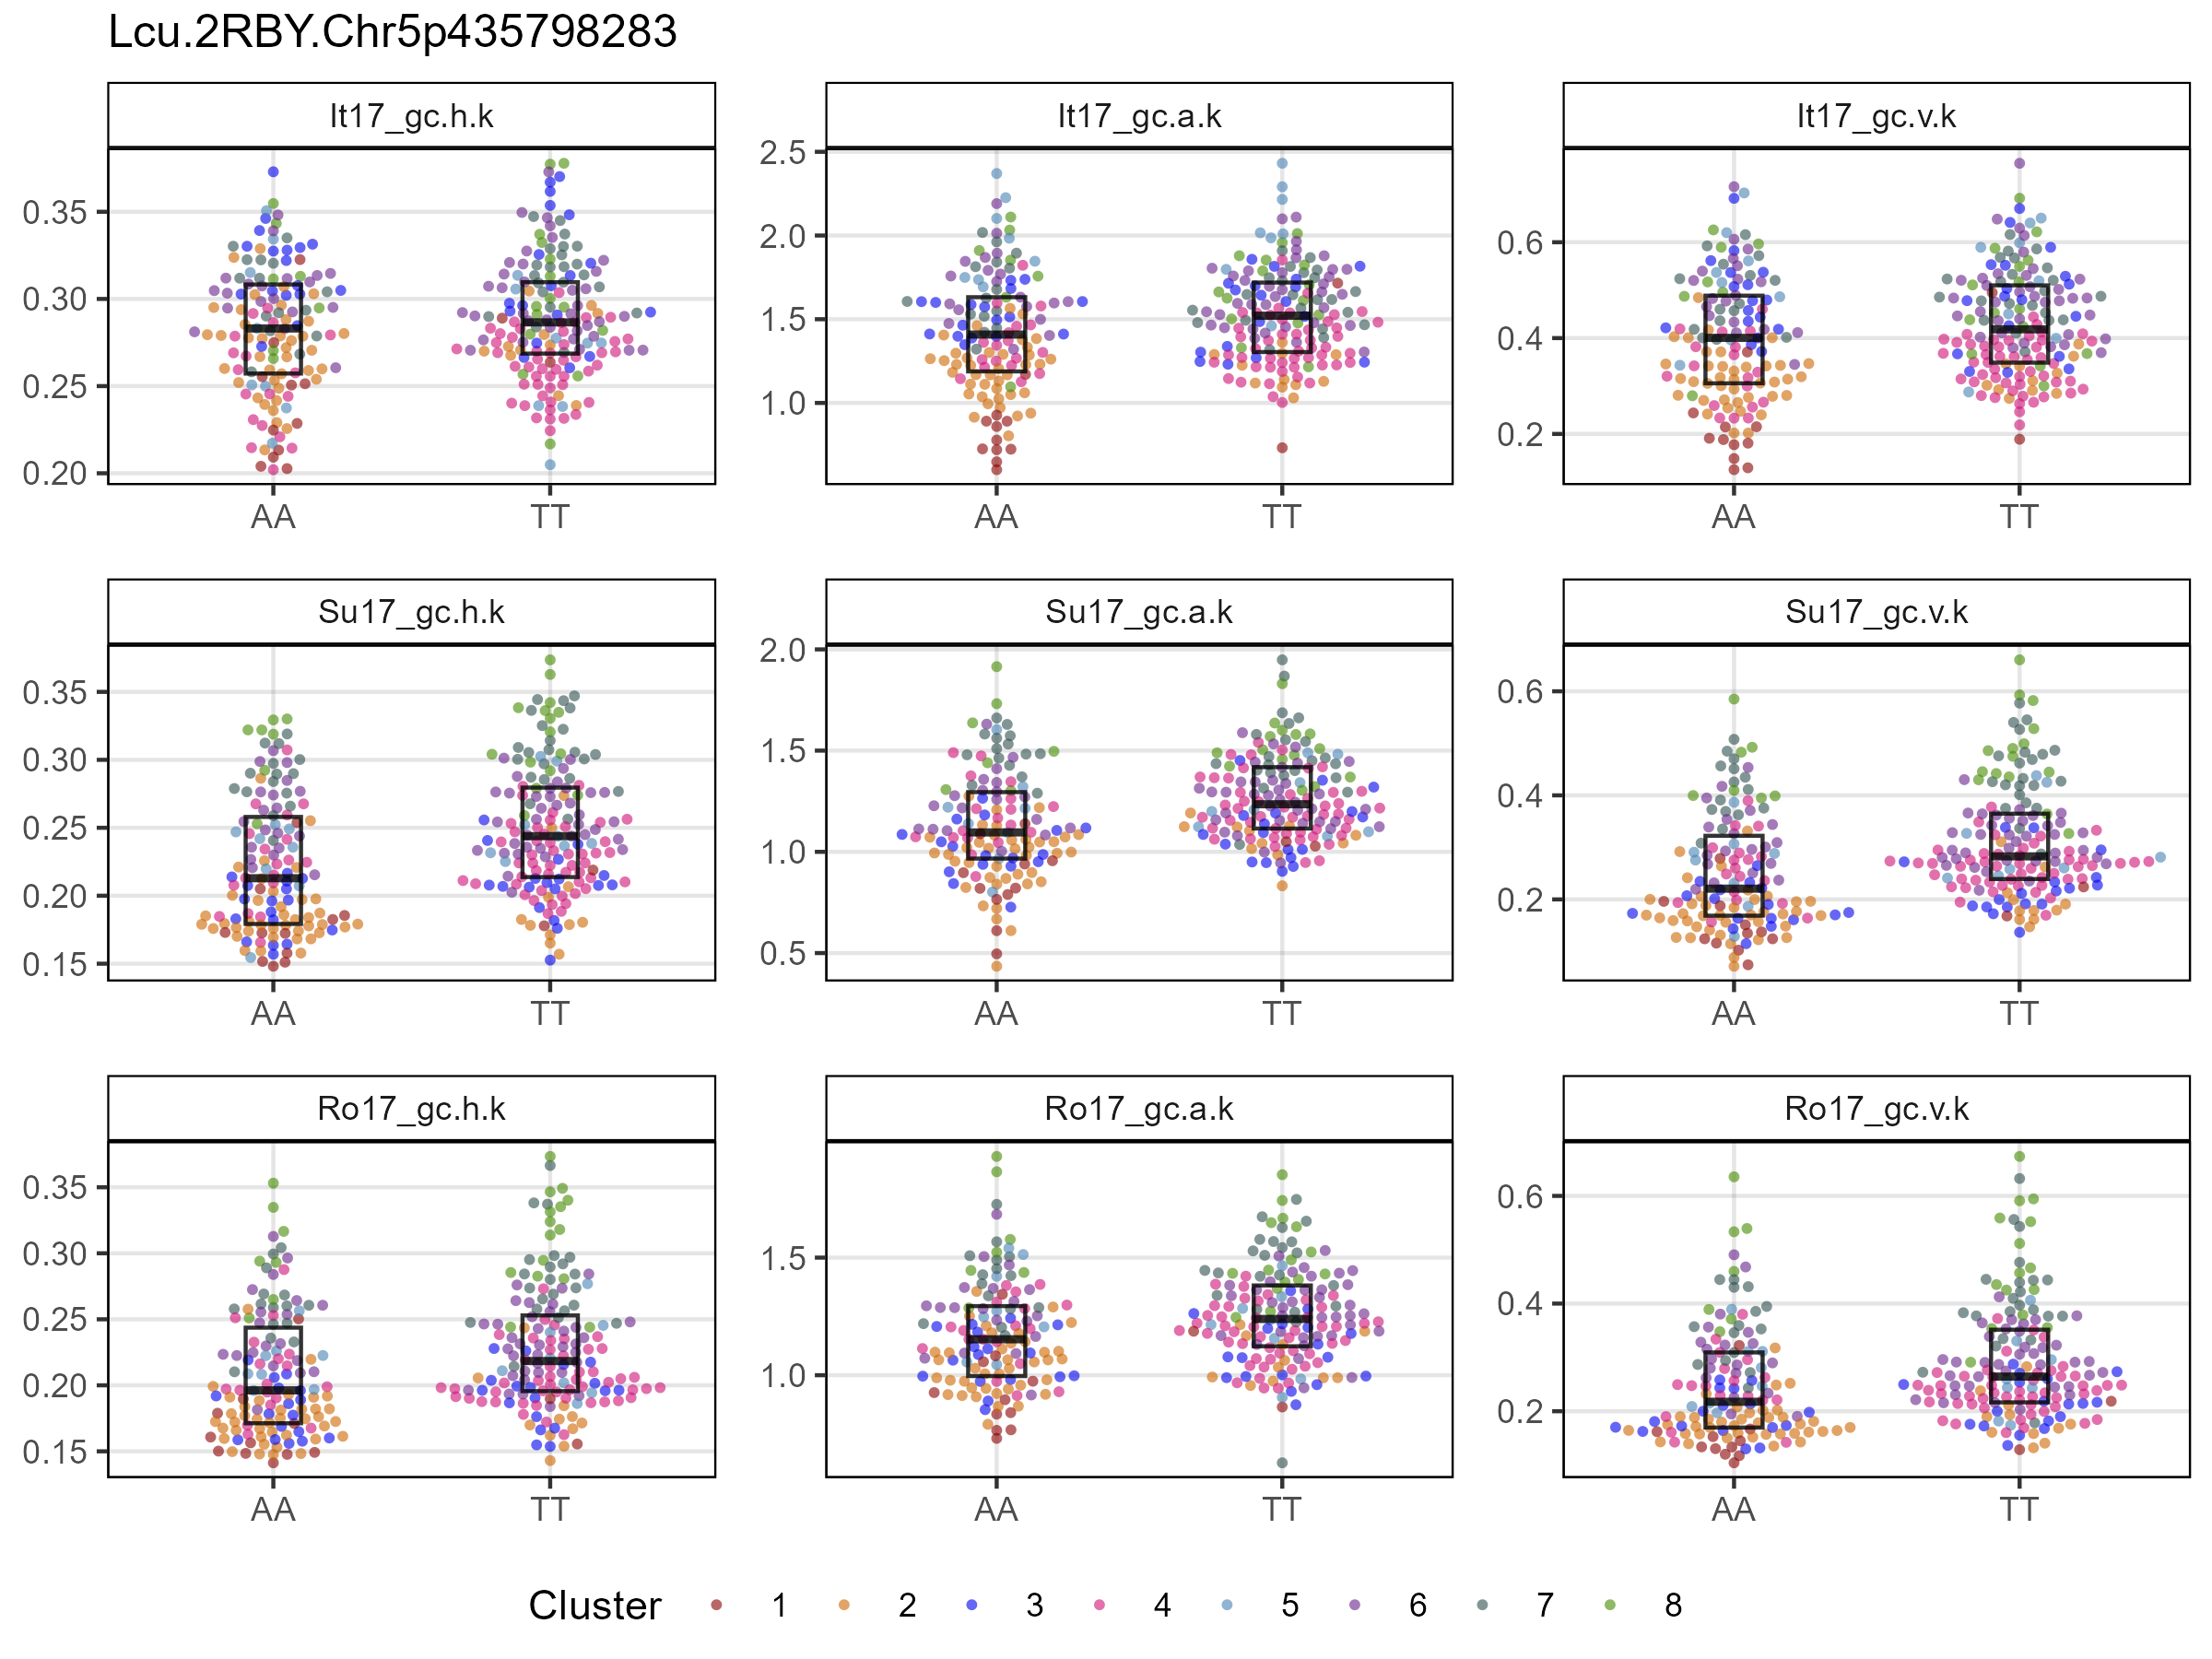 Lcu.2RBY.Chr5p435798283
It17_gc.h.k
It17_gc.a.k
It17_gc.v.k
0.35
0.30
0.25
0.20
AA TT
2.5
2.0
1.5
1.0
AA TT
0.6
0.4
0.2
AA TT
Su17_gc.h.k
Su17_gc.a.k
Su17_gc.v.k
0.35
0.30
0.25
0.20
0.15
AA TT
2.0
1.5
1.0
0.5
AA TT
0.6
0.4
0.2
AA TT
Ro17_gc.h.k
Ro17_gc.a.k
Ro17_gc.v.k
0.35
0.30
0.25
0.20
0.15
AA TT
1.5
1.0
AA TT
0.6
0.4
0.2
AA TT
Cluster 1 2 3 4 5 6 7 8